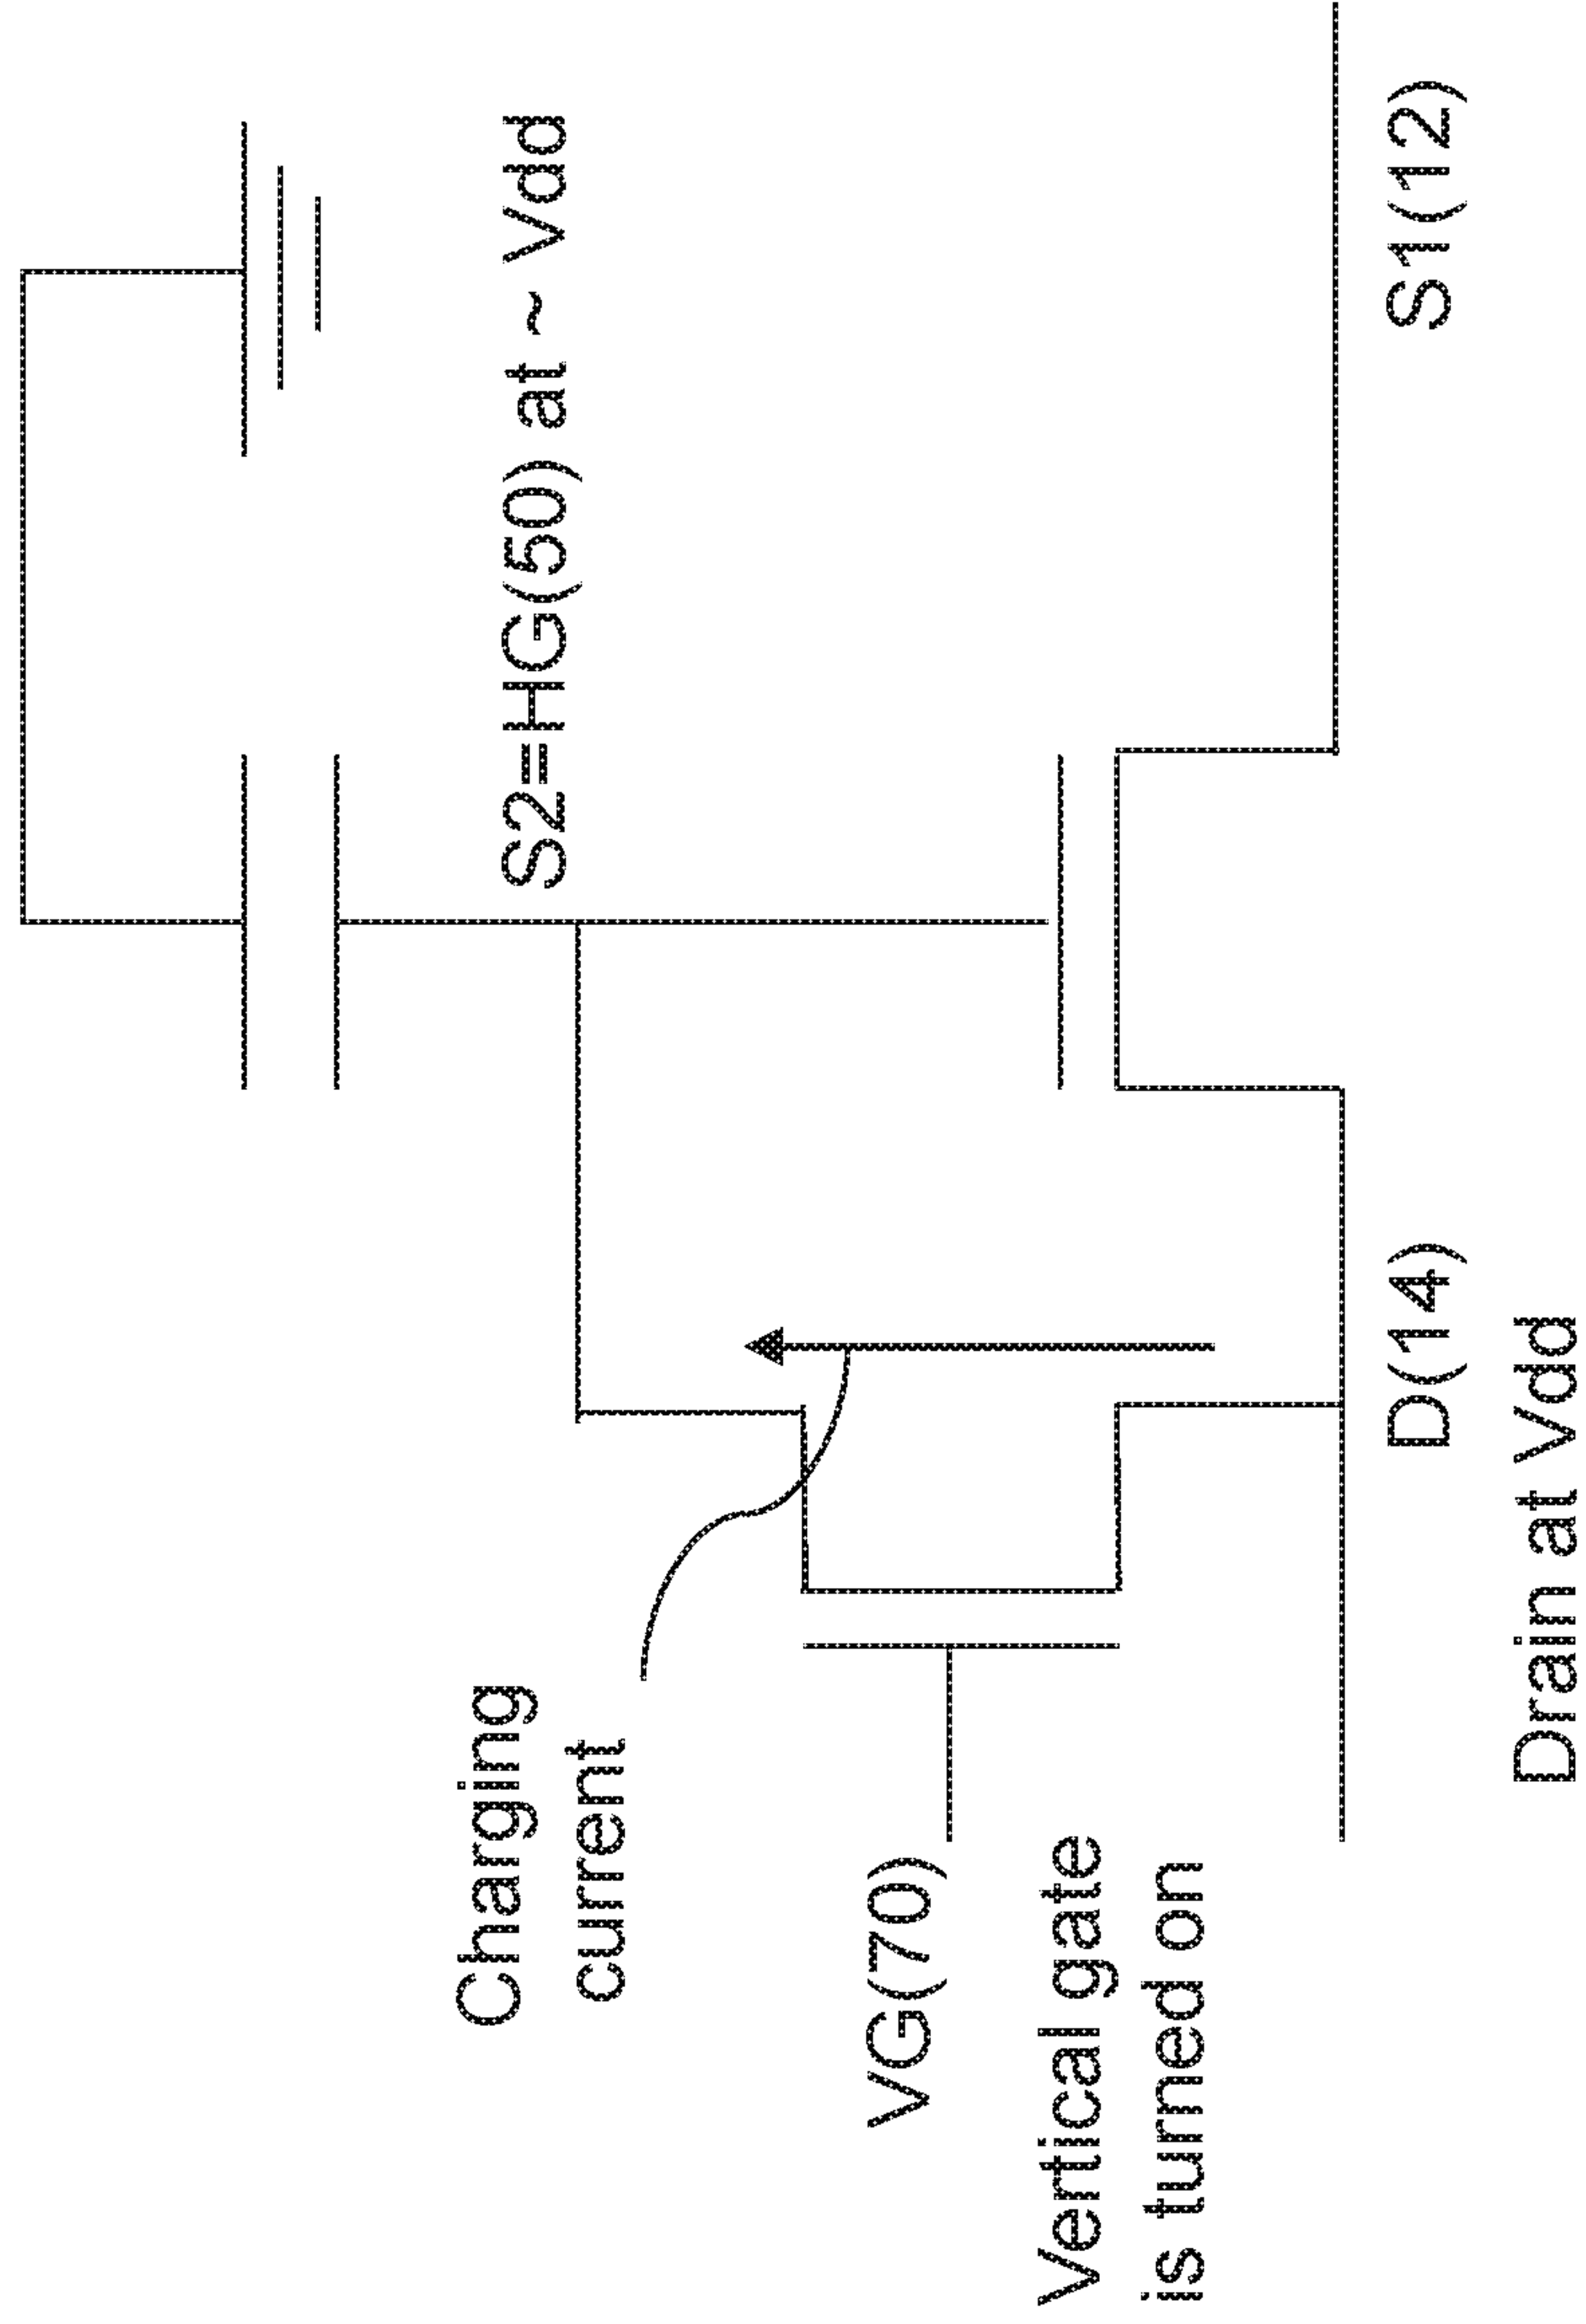 S2=HG(50) at ~ Vdd
Charging
current
VG(70)
Vertical gate
is turned on
D(14)
S1(12)
Drain at Vdd